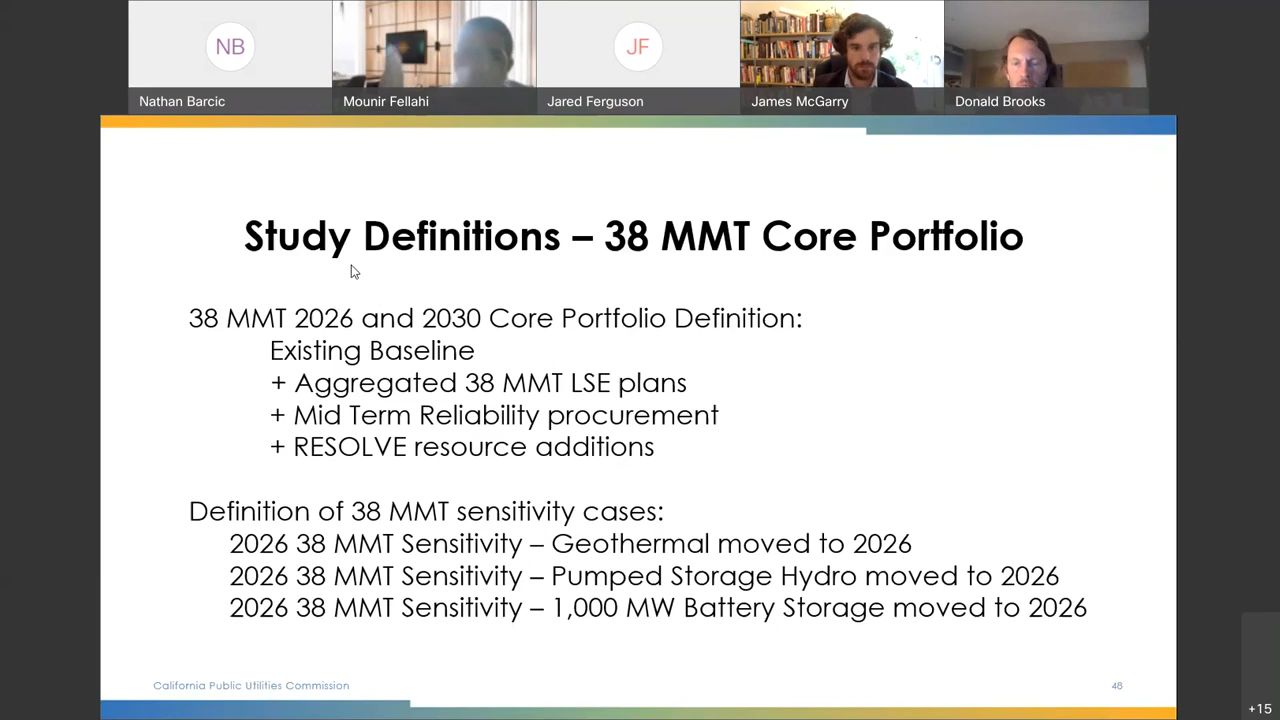 NB
JF
Nathan Barcic
Mounir Fellahi
Jared Ferguson
James McGarry
Donald Brooks
Study Definitions – 38 MMT Core Portfolio
38 MMT 2026 and 2030 Core Portfolio Definition:
Existing Baseline
+ Aggregated 38 MMT LSE plans
+ Mid Term Reliability procurement
+ RESOLVE resource additions
Definition of 38 MMT sensitivity cases:
2026 38 MMT Sensitivity – Geothermal moved to 2026
2026 38 MMT Sensitivity – Pumped Storage Hydro moved to 2026
2026 38 MMT Sensitivity – 1,000 MW Battery Storage moved to 2026
California Public Utilities Commission
48
+15